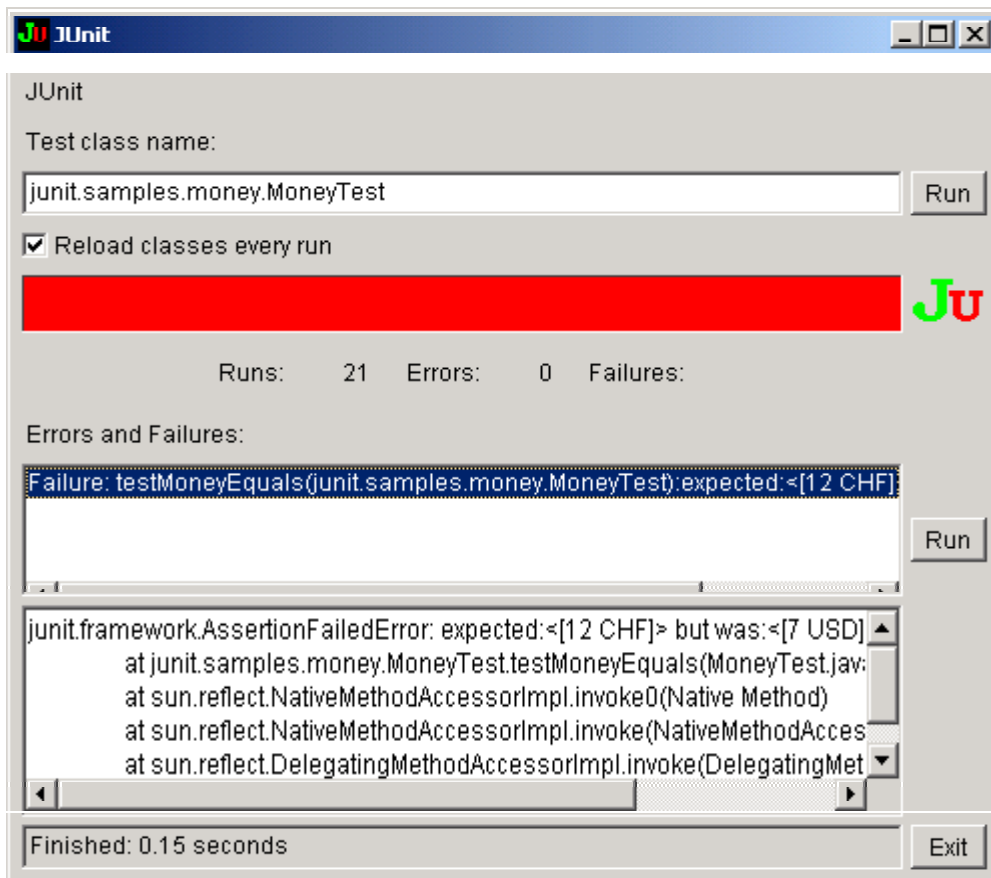 JU JUnit
JUnit
Test class name:
junit.samples.money.MoneyTest Run
Reload classes every run
JU
Runs: 21 Errors: 0 Failures:
Errors and Failures:
Failure: testMoneyEquals(junit.samples.money.MoneyTest):expected:<[12 CHF]
Run
junit.framework.AssertionFailedError: expected:<[12 CHF]> but was:<[7 USD]
at junit.samples.money.MoneyTest.testMoneyEquals(MoneyTest.java
at sun.reflect.NativeMethodAccessorImpl.invoke0(Native Method)
at sun.reflect.NativeMethodAccessorImpl.invoke(NativeMethodAcces
at sun.reflect.DelegatingMethodAccessorImpl.invoke(DelegatingMet
Finished: 0.15 seconds Exit